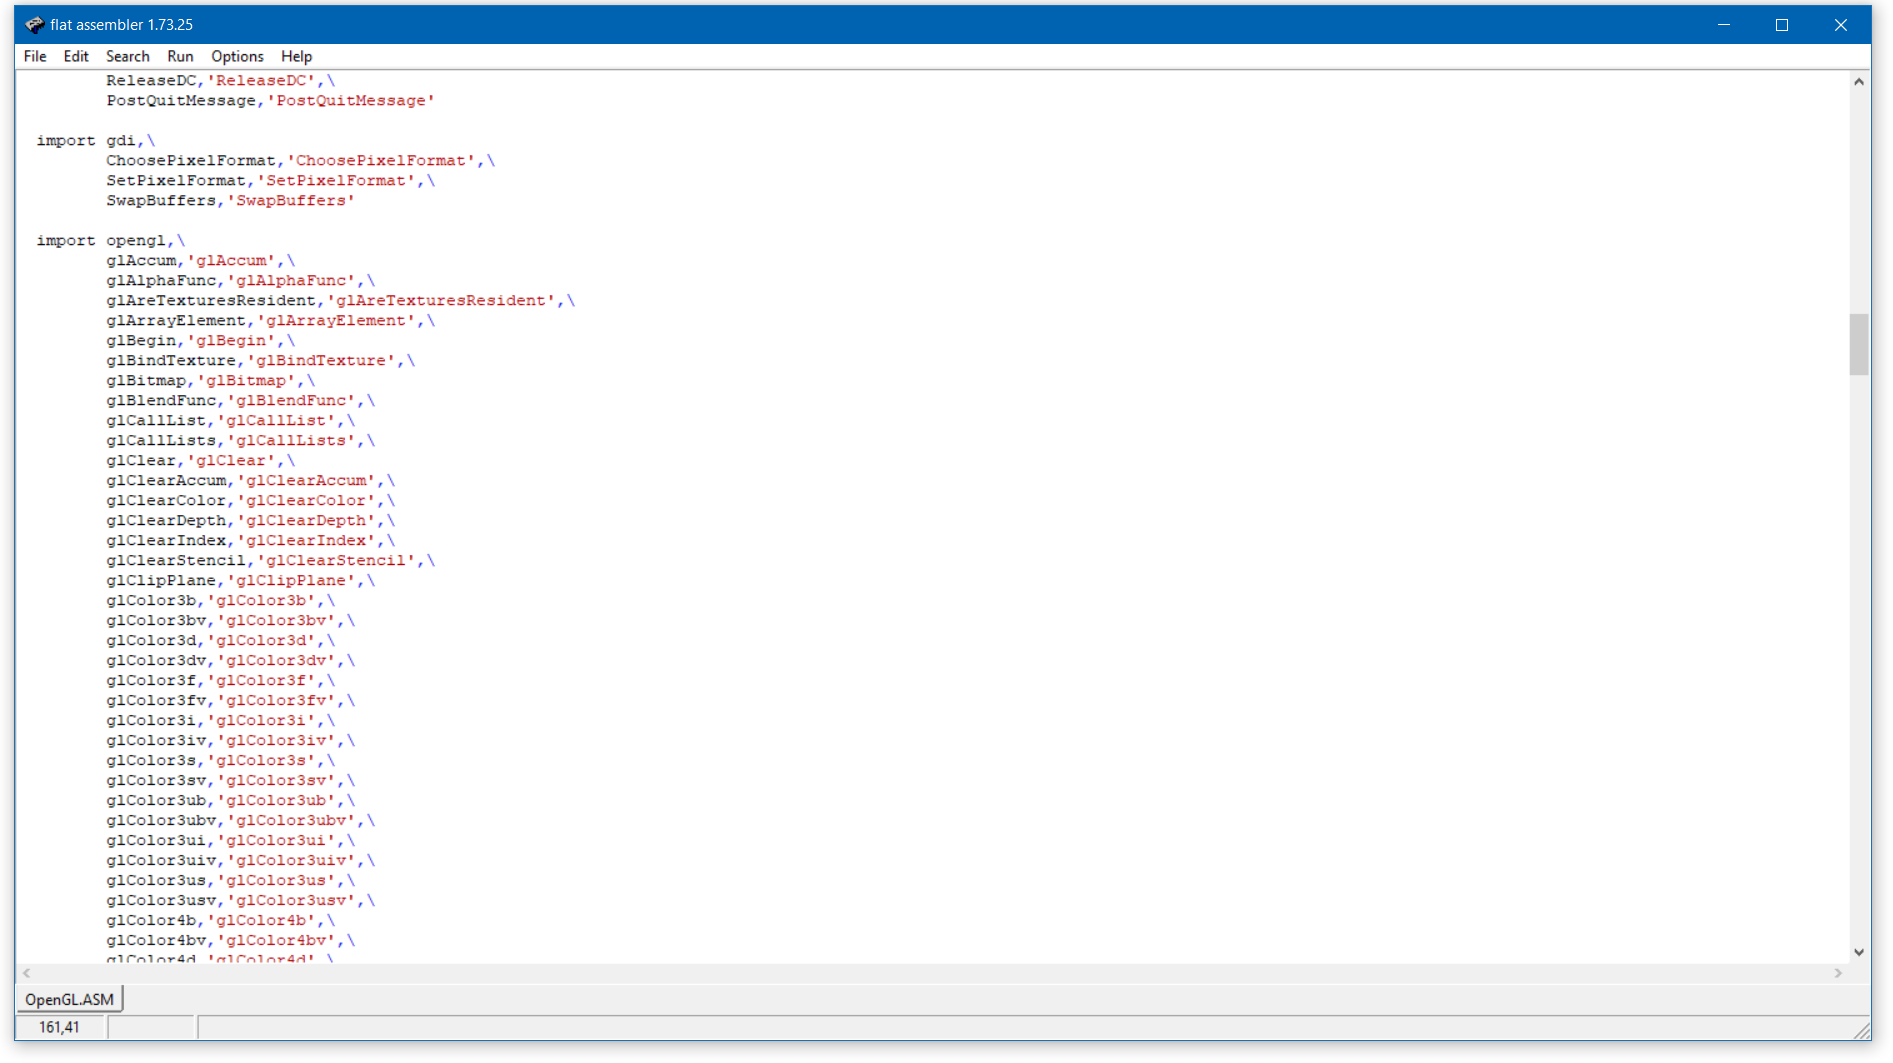 flat assembler 1.73.25
File Edit Search Run Options Help
ReleaseDC,'ReleaseDC',\
PostQuitMessage,'PostQuitMessage'
import gdi,\
ChoosePixelFormat,'ChoosePixelFormat',\
SetPixelFormat,'SetPixelFormat',\
SwapBuffers,'SwapBuffers'
import opengl,\
glAccum,'glAccum',\
glAlphaFunc,'glAlphaFunc',\
glAreTexturesResident,'glAreTexturesResident',\
glArrayElement,'glArrayElement',\
glBegin,'glBegin',\
glBindTexture,'glBindTexture',\
glBitmap,'glBitmap',\
glBlendFunc,'glBlendFunc',\
glCallList,'glCallList',\
glCallLists,'glCallLists',\
glClear,'glClear',\
glClearAccum,'glClearAccum',\
glClearColor,'glClearColor',\
glClearDepth,'glClearDepth',\
glClearIndex,'glClearIndex',\
glClearStencil,'glClearStencil',\
glClipPlane,'glClipPlane',\
glColor3b,'glColor3b',\
glColor3bv,'glColor3bv',\
glColor3d,'glColor3d',\
glColor3dv,'glColor3dv',\
glColor3f,'glColor3f',\
glColor3fv,'glColor3fv',\
glColor3i,'glColor3i',\
glColor3iv,'glColor3iv',\
glColor3s,'glColor3s',\
glColor3sv,'glColor3sv',\
glColor3ub,'glColor3ub',\
glColor3ubv,'glColor3ubv',\
glColor3ui,'glColor3ui',\
glColor3uiv,'glColor3uiv',\
glColor3us,'glColor3us',\
glColor3usv,'glColor3usv',\
glColor4b,'glColor4b',\
glColor4bv,'glColor4bv',\
glColor4d,'glColor4d',\
OpenGL.ASM
161,41